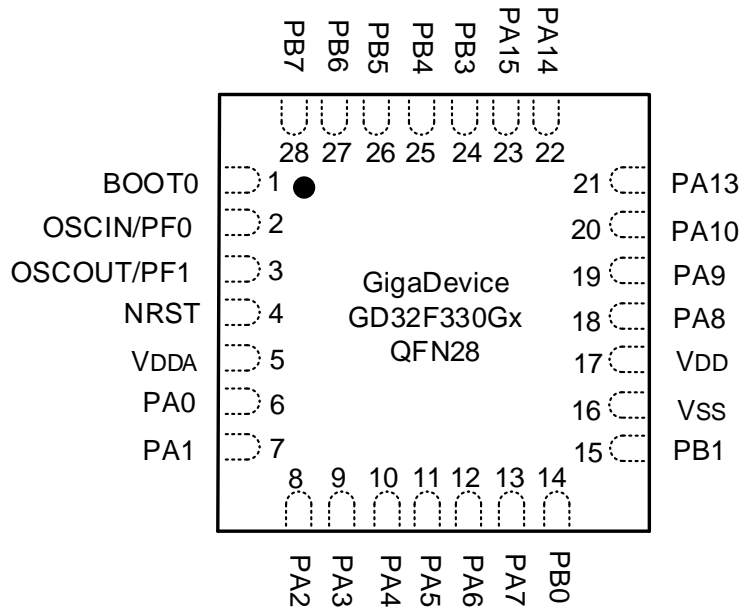 PB7 PB6 PB5 PB4 PB3 PA15 PA14
28 27 26 25 24 23 22
BOOT0 1
OSCIN/PF0 2
OSCOUT/PF1 3
NRST 4
VDDA 5
PA0 6
PA1 7
GigaDevice
GD32F330Gx
QFN28
21 PA13
20 PA10
19 PA9
18 PA8
17 VDD
16 VSS
15 PB1
8 9 10 11 12 13 14
PA2 PA3 PA4 PA5 PA6 PA7 PB0